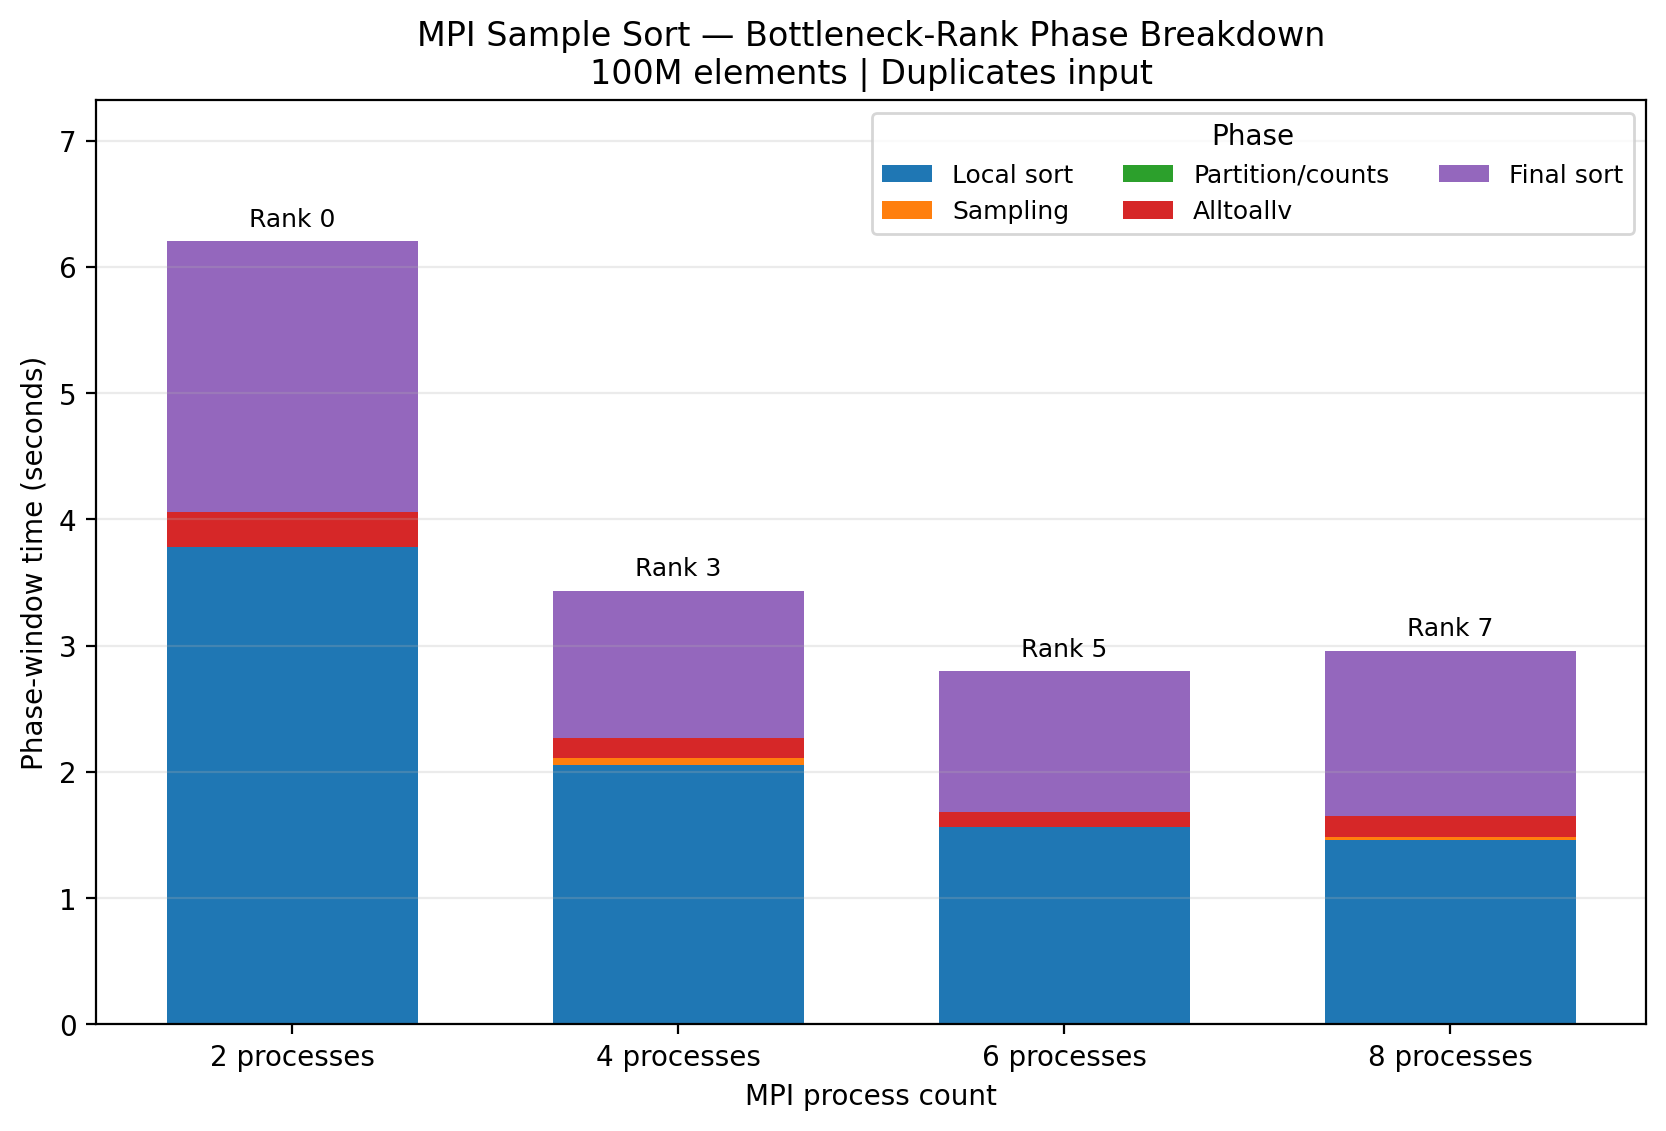 MPI Sample Sort — Bottleneck-Rank Phase Breakdown
100M elements | Duplicates input
Phase
Local sort
Sampling
Partition/counts
Alltoallv
Final sort
Phase-window time (seconds)
7
6
5
4
3
2
1
0
Rank 0
Rank 3
Rank 5
Rank 7
2 processes
4 processes
6 processes
8 processes
MPI process count